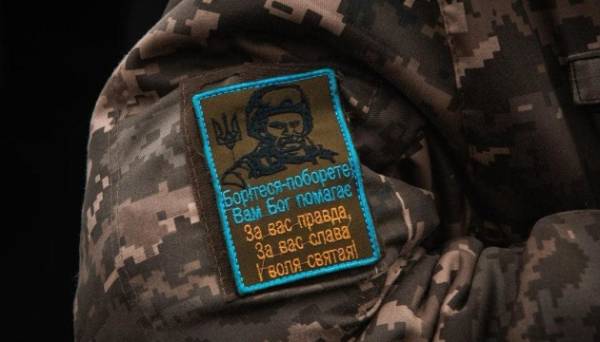 Борітеся-поборете,
Вам Бог помагає
За вас правда,
За вас слава
І воля святая!